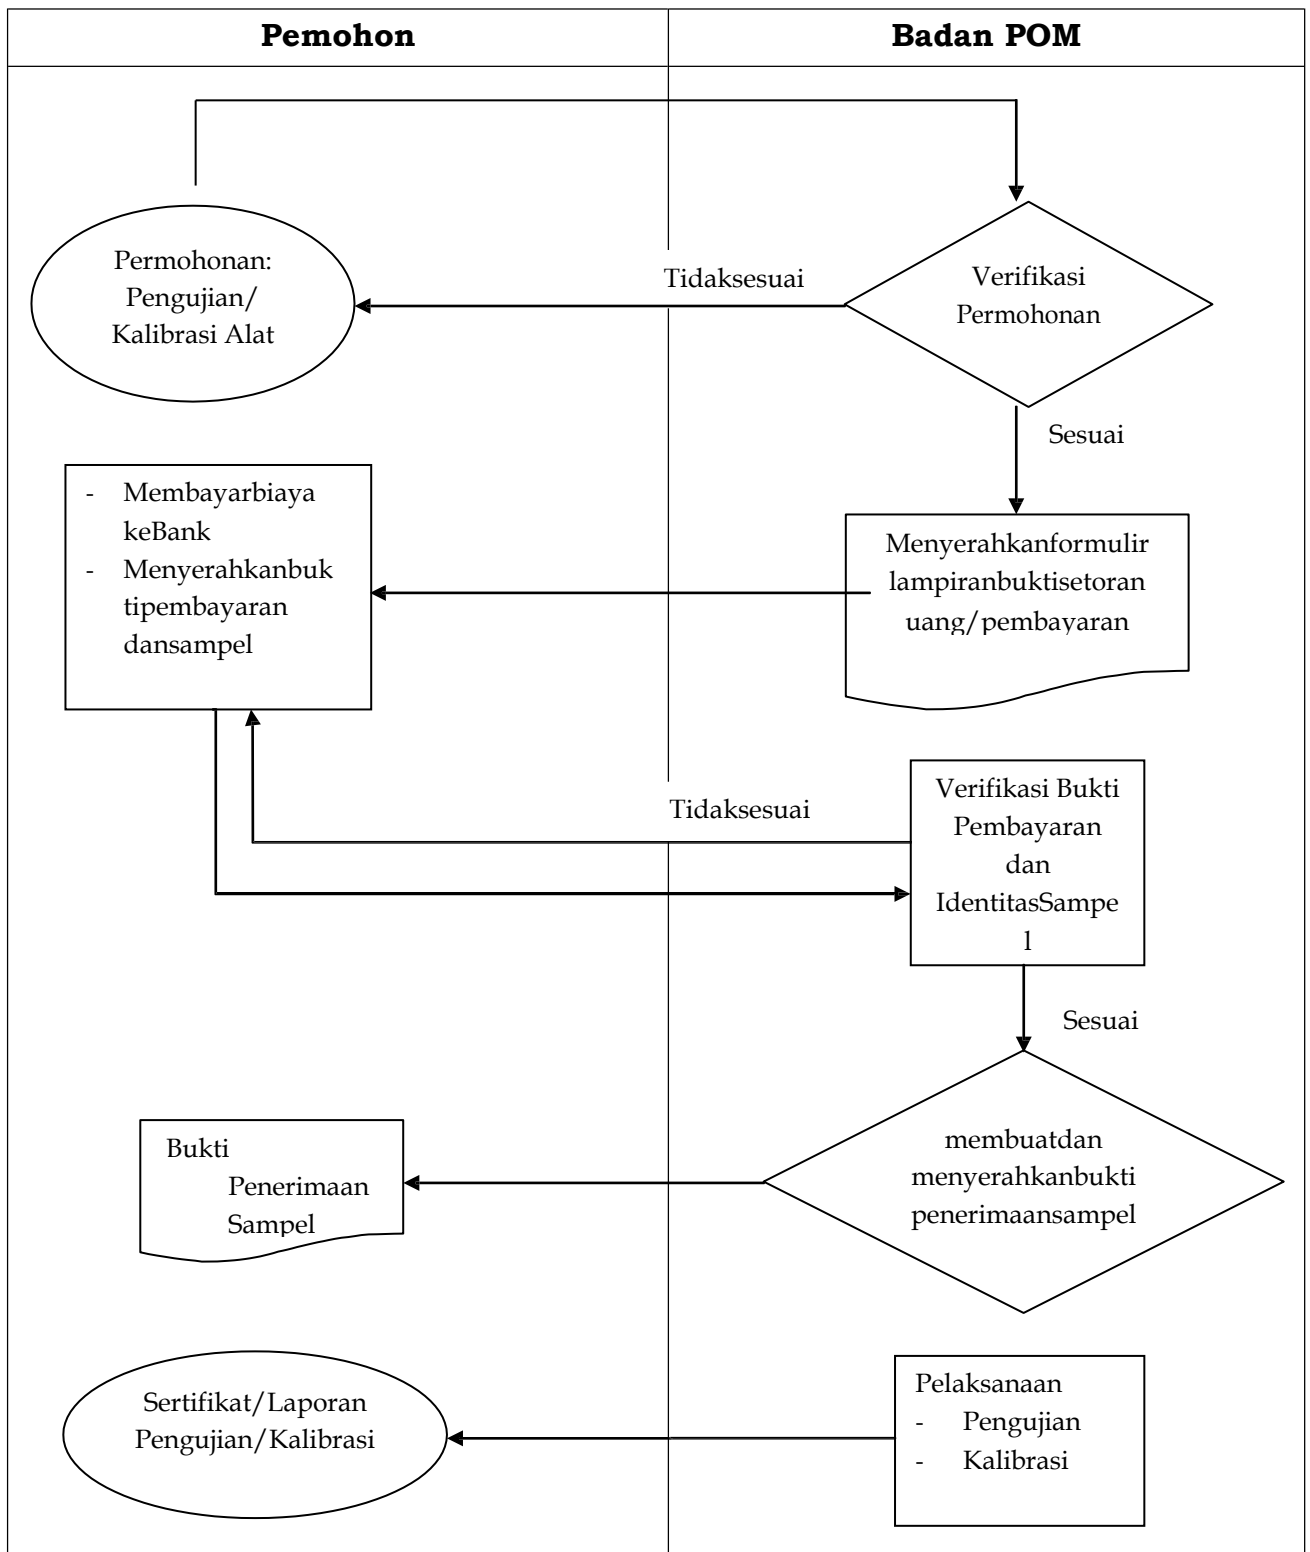 Pemohon
Badan POM
Permohonan:
Pengujian/
Kalibrasi Alat
Tidaksesuai
Verifikasi
Permohonan
Sesuai
- Membayarbiaya
keBank
- Menyerahkanbuk
tipembayaran
dansampel
Menyerahkanformulir
lampiranbuktisetoran
uang/pembayaran
Tidaksesuai
Verifikasi Bukti
Pembayaran
dan
IdentitasSampe
l
Sesuai
membuatdan
menyerahkanbukti
penerimaansampel
Bukti
Penerimaan
Sampel
Sertifikat/Laporan
Pengujian/Kalibrasi
Pelaksanaan
- Pengujian
- Kalibrasi